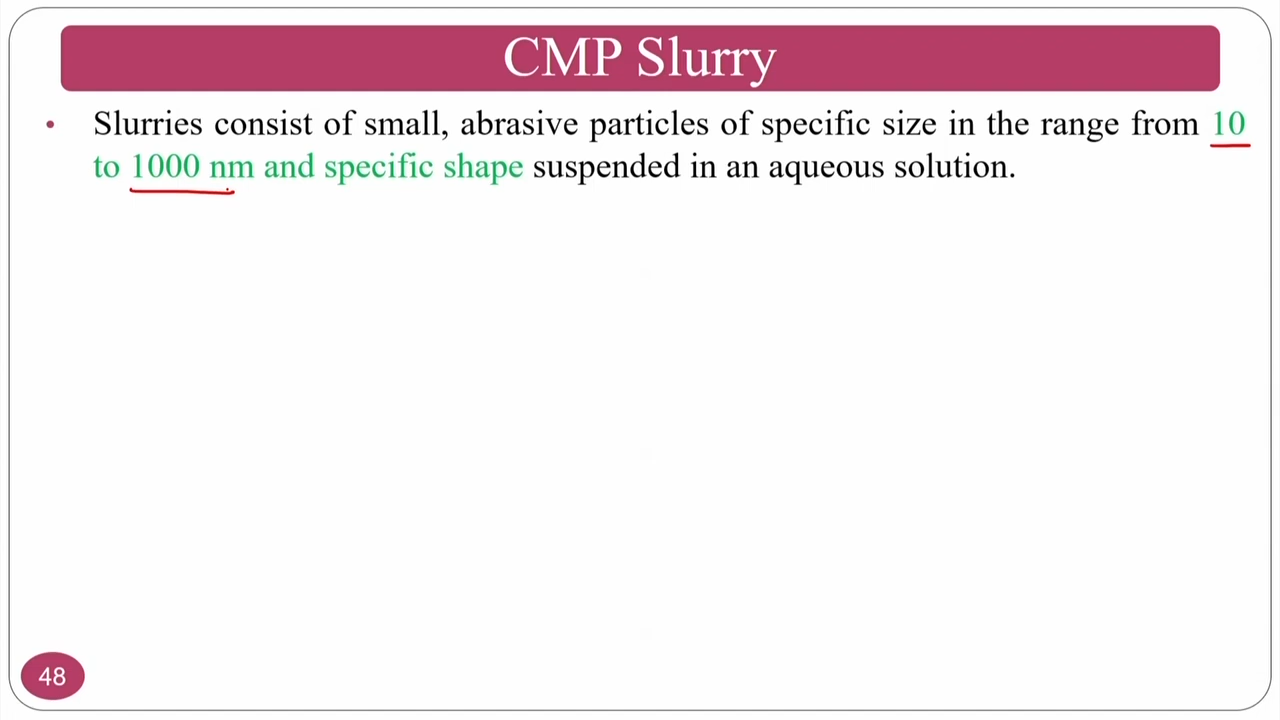 CMP Slurry
• Slurries consist of small, abrasive particles of specific size in the range from 10
to 1000 nm and specific shape suspended in an aqueous solution.
48